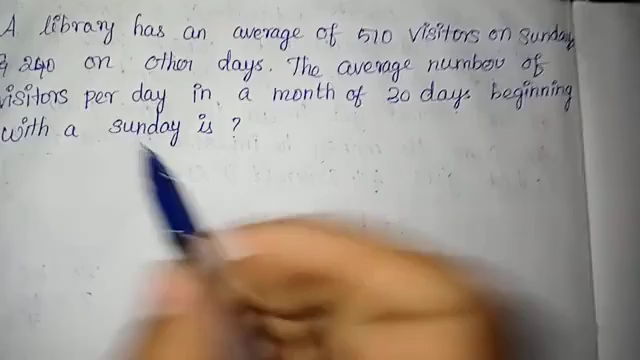 A library has an average of 510 visitors on sunday
& 240 on other days. The average number of
visitors per day in a month of 30 days beginning
with a sunday is ?